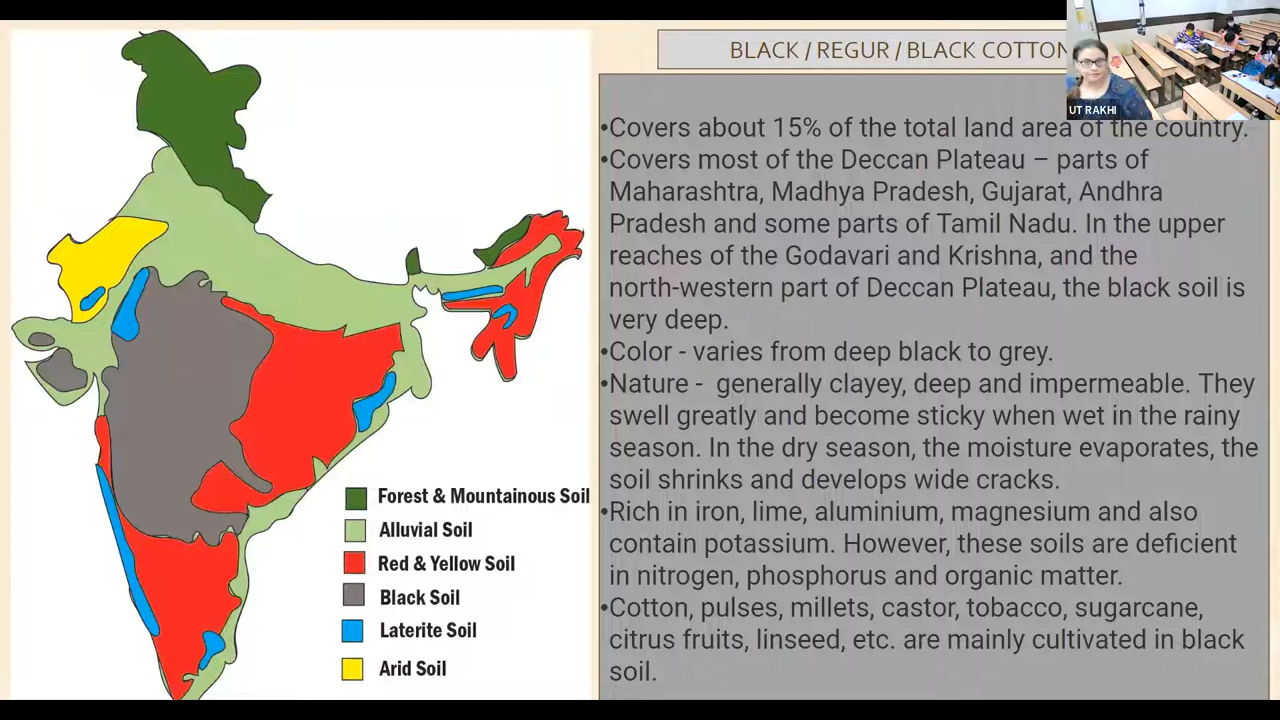 BLACK / REGUR / BLACK COTTON
UT RAKHI
•Covers about 15% of the total land area of the country.
•Covers most of the Deccan Plateau – parts of
Maharashtra, Madhya Pradesh, Gujarat, Andhra
Pradesh and some parts of Tamil Nadu. In the upper
reaches of the Godavari and Krishna, and the
north-western part of Deccan Plateau, the black soil is
very deep.
•Color - varies from deep black to grey.
•Nature - generally clayey, deep and impermeable. They
swell greatly and become sticky when wet in the rainy
season. In the dry season, the moisture evaporates, the
soil shrinks and develops wide cracks.
•Rich in iron, lime, aluminium, magnesium and also
contain potassium. However, these soils are deficient
in nitrogen, phosphorus and organic matter.
•Cotton, pulses, millets, castor, tobacco, sugarcane,
citrus fruits, linseed, etc. are mainly cultivated in black
soil.
Forest & Mountainous Soil
Alluvial Soil
Red & Yellow Soil
Black Soil
Laterite Soil
Arid Soil